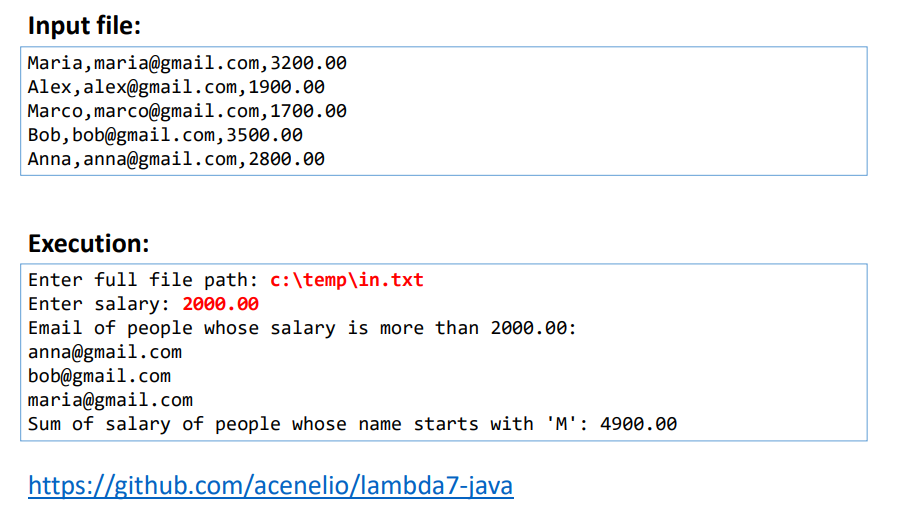 Input file:
Maria,maria@gmail.com,3200.00
Alex,alex@gmail.com,1900.00
Marco,marco@gmail.com,1700.00
Bob,bob@gmail.com,3500.00
Anna,anna@gmail.com,2800.00
Execution:
Enter full file path: c:\temp\in.txt
Enter salary: 2000.00
Email of people whose salary is more than 2000.00:
anna@gmail.com
bob@gmail.com
maria@gmail.com
Sum of salary of people whose name starts with 'M': 4900.00
https://github.com/acenelio/lambda7-java